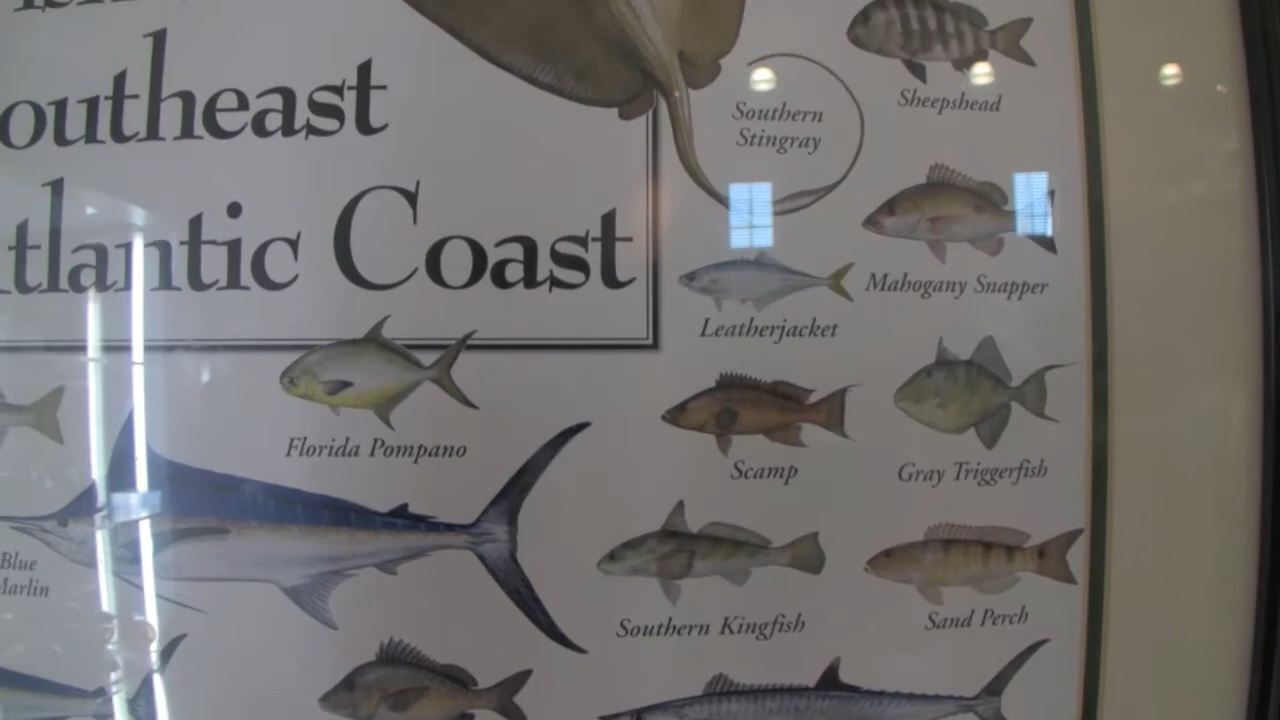 outheast
tlantic Coast
Southern
Stingray
Sheepshead
Mahogany Snapper
Leatherjacket
Florida Pompano
Scamp
Gray Triggerfish
Blue
Marlin
Southern Kingfish
Sand Perch